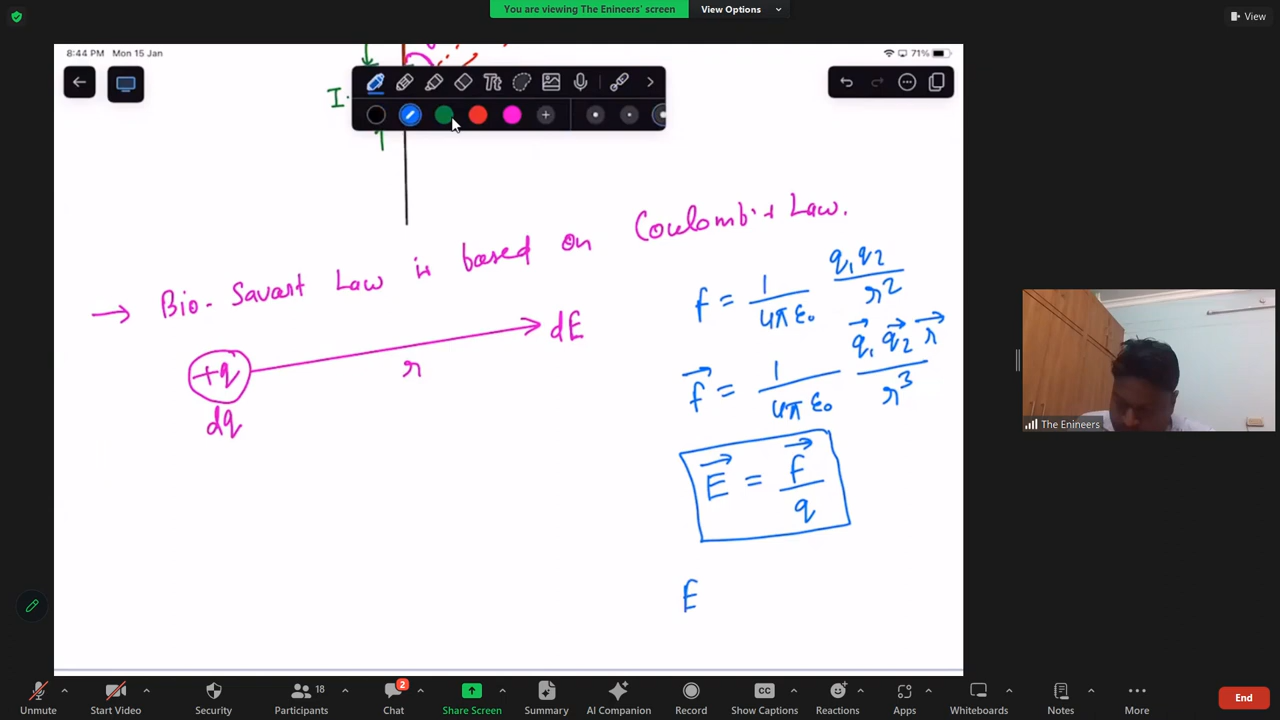 You are viewing The Enineers' screen
View Options
View
8:44 PM Mon 15 Jan
71%
I
→ Bio - Savart Law is based on Coulomb's Law.
+q
dq
r
dE
f = 1/4πε₀ q₁q₂/r²
f⃗ = 1/4πε₀ q⃗₁ q⃗₂ r⃗/r³
E⃗ = f⃗/q
E
The Enineers
Unmute
Start Video
Security
18
Participants
2
Chat
Share Screen
Summary
AI Companion
Record
CC
Show Captions
Reactions
Apps
Whiteboards
Notes
More
End